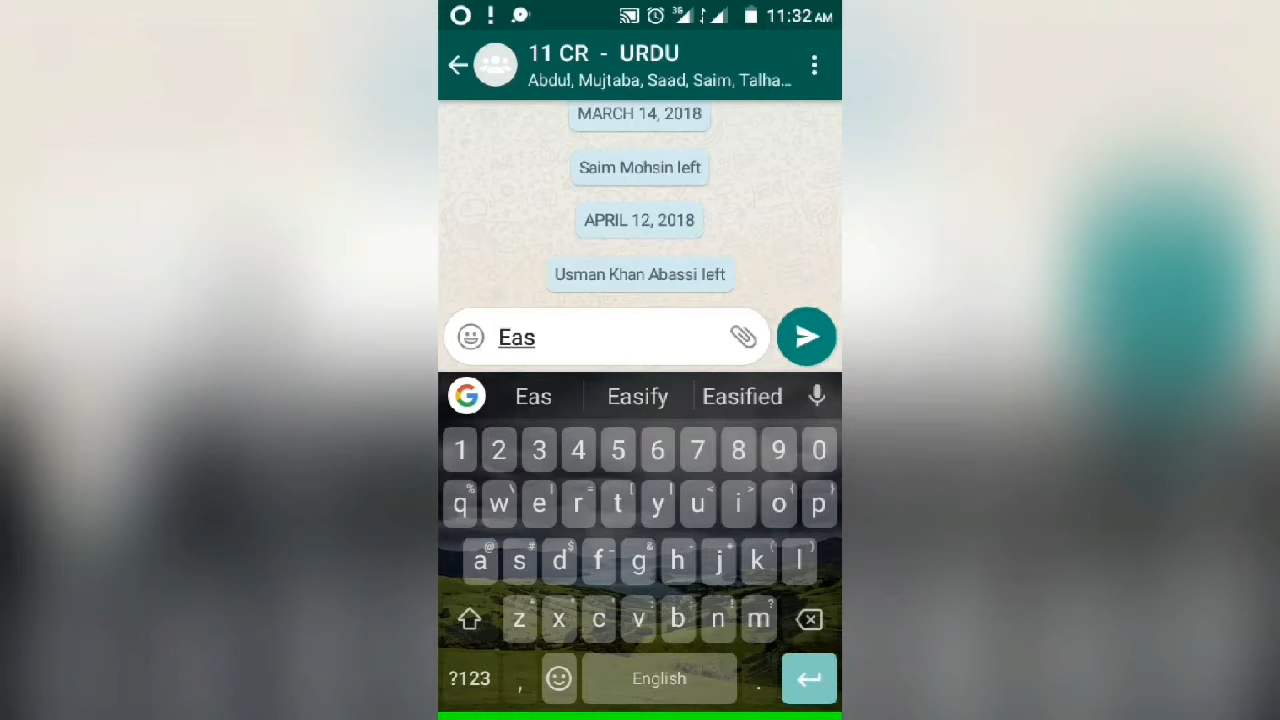 11:32 AM
11 CR - URDU
Abdul, Mujtaba, Saad, Saim, Talha...
MARCH 14, 2018
Saim Mohsin left
APRIL 12, 2018
Usman Khan Abassi left
Eas
Eas Easify Easified
1 2 3 4 5 6 7 8 9 0
q w e r t y u i o p
a s d f g h j k l
z x c v b n m
?123 , English .